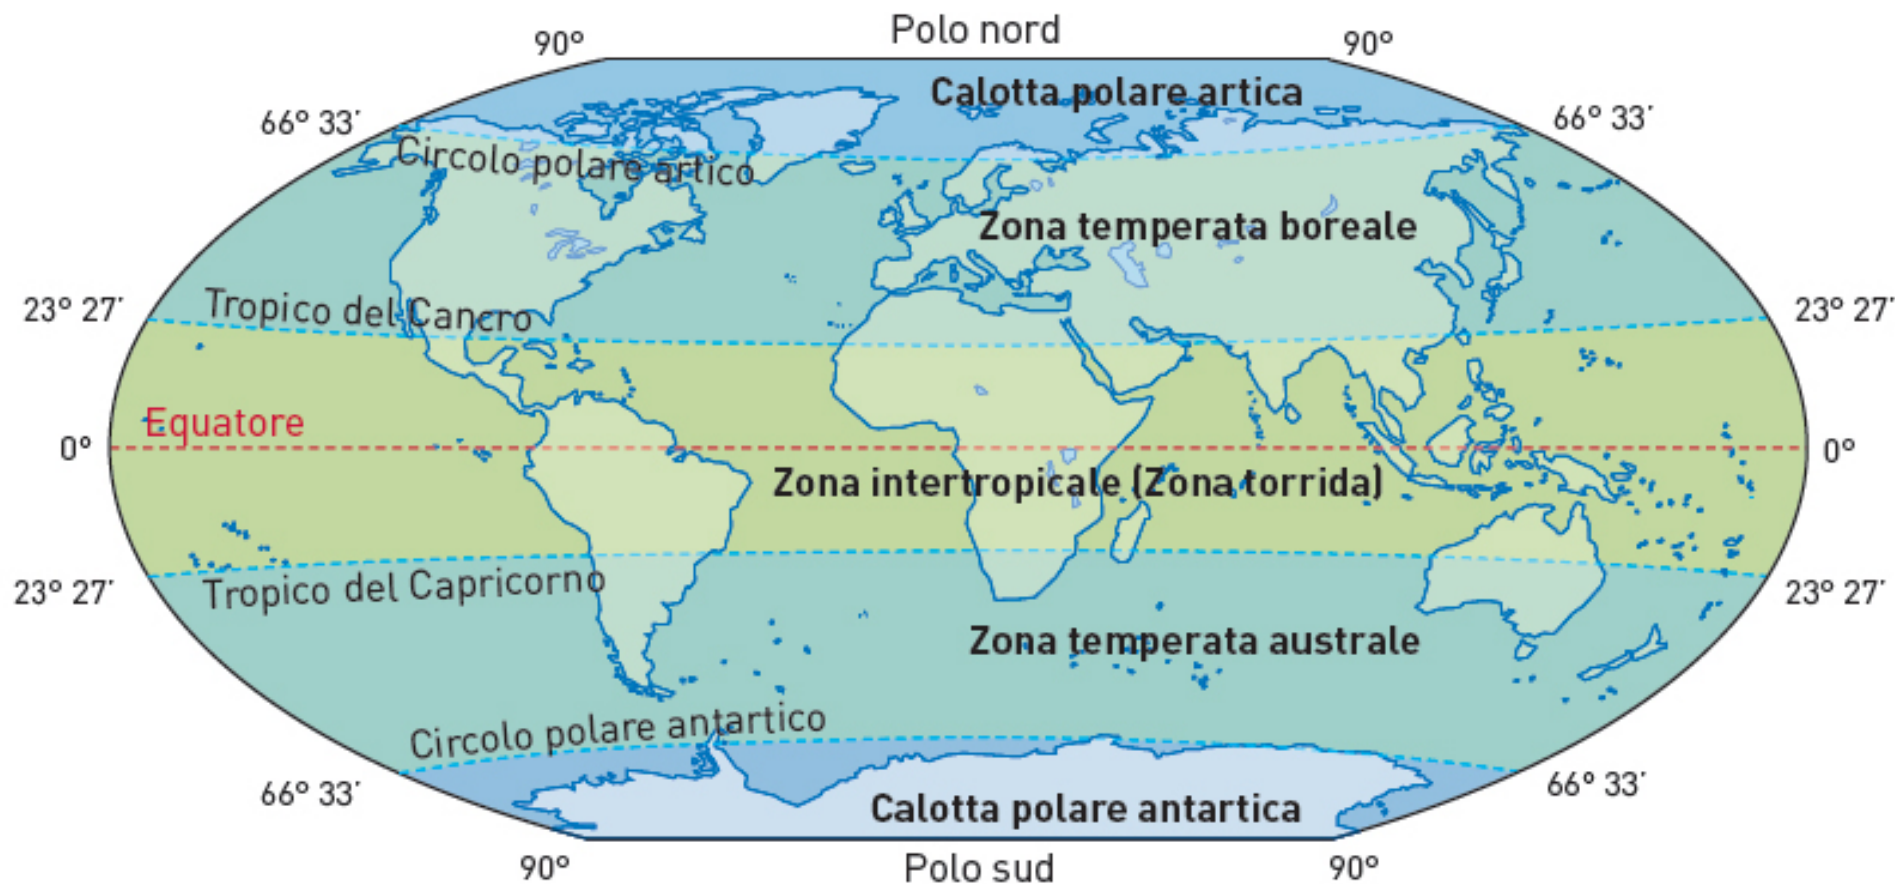 Polo nord
90°
90°
Calotta polare artica
66° 33′
66° 33′
Circolo polare artico
Zona temperata boreale
23° 27′
Tropico del Cancro
23° 27′
Equatore
0°
0°
Zona intertropicale (Zona torrida)
23° 27′
Tropico del Capricorno
23° 27′
Zona temperata australe
Circolo polare antartico
66° 33′
66° 33′
Calotta polare antartica
90°
Polo sud
90°